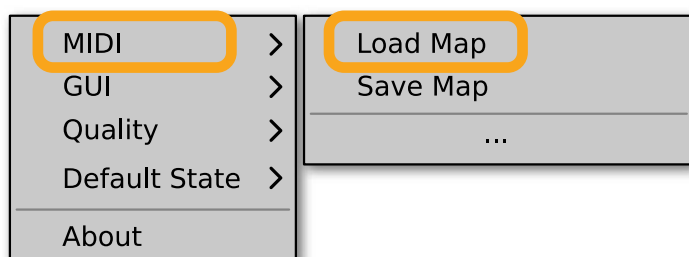 MIDI
GUI
Quality
Default State
About
Load Map
Save Map
...